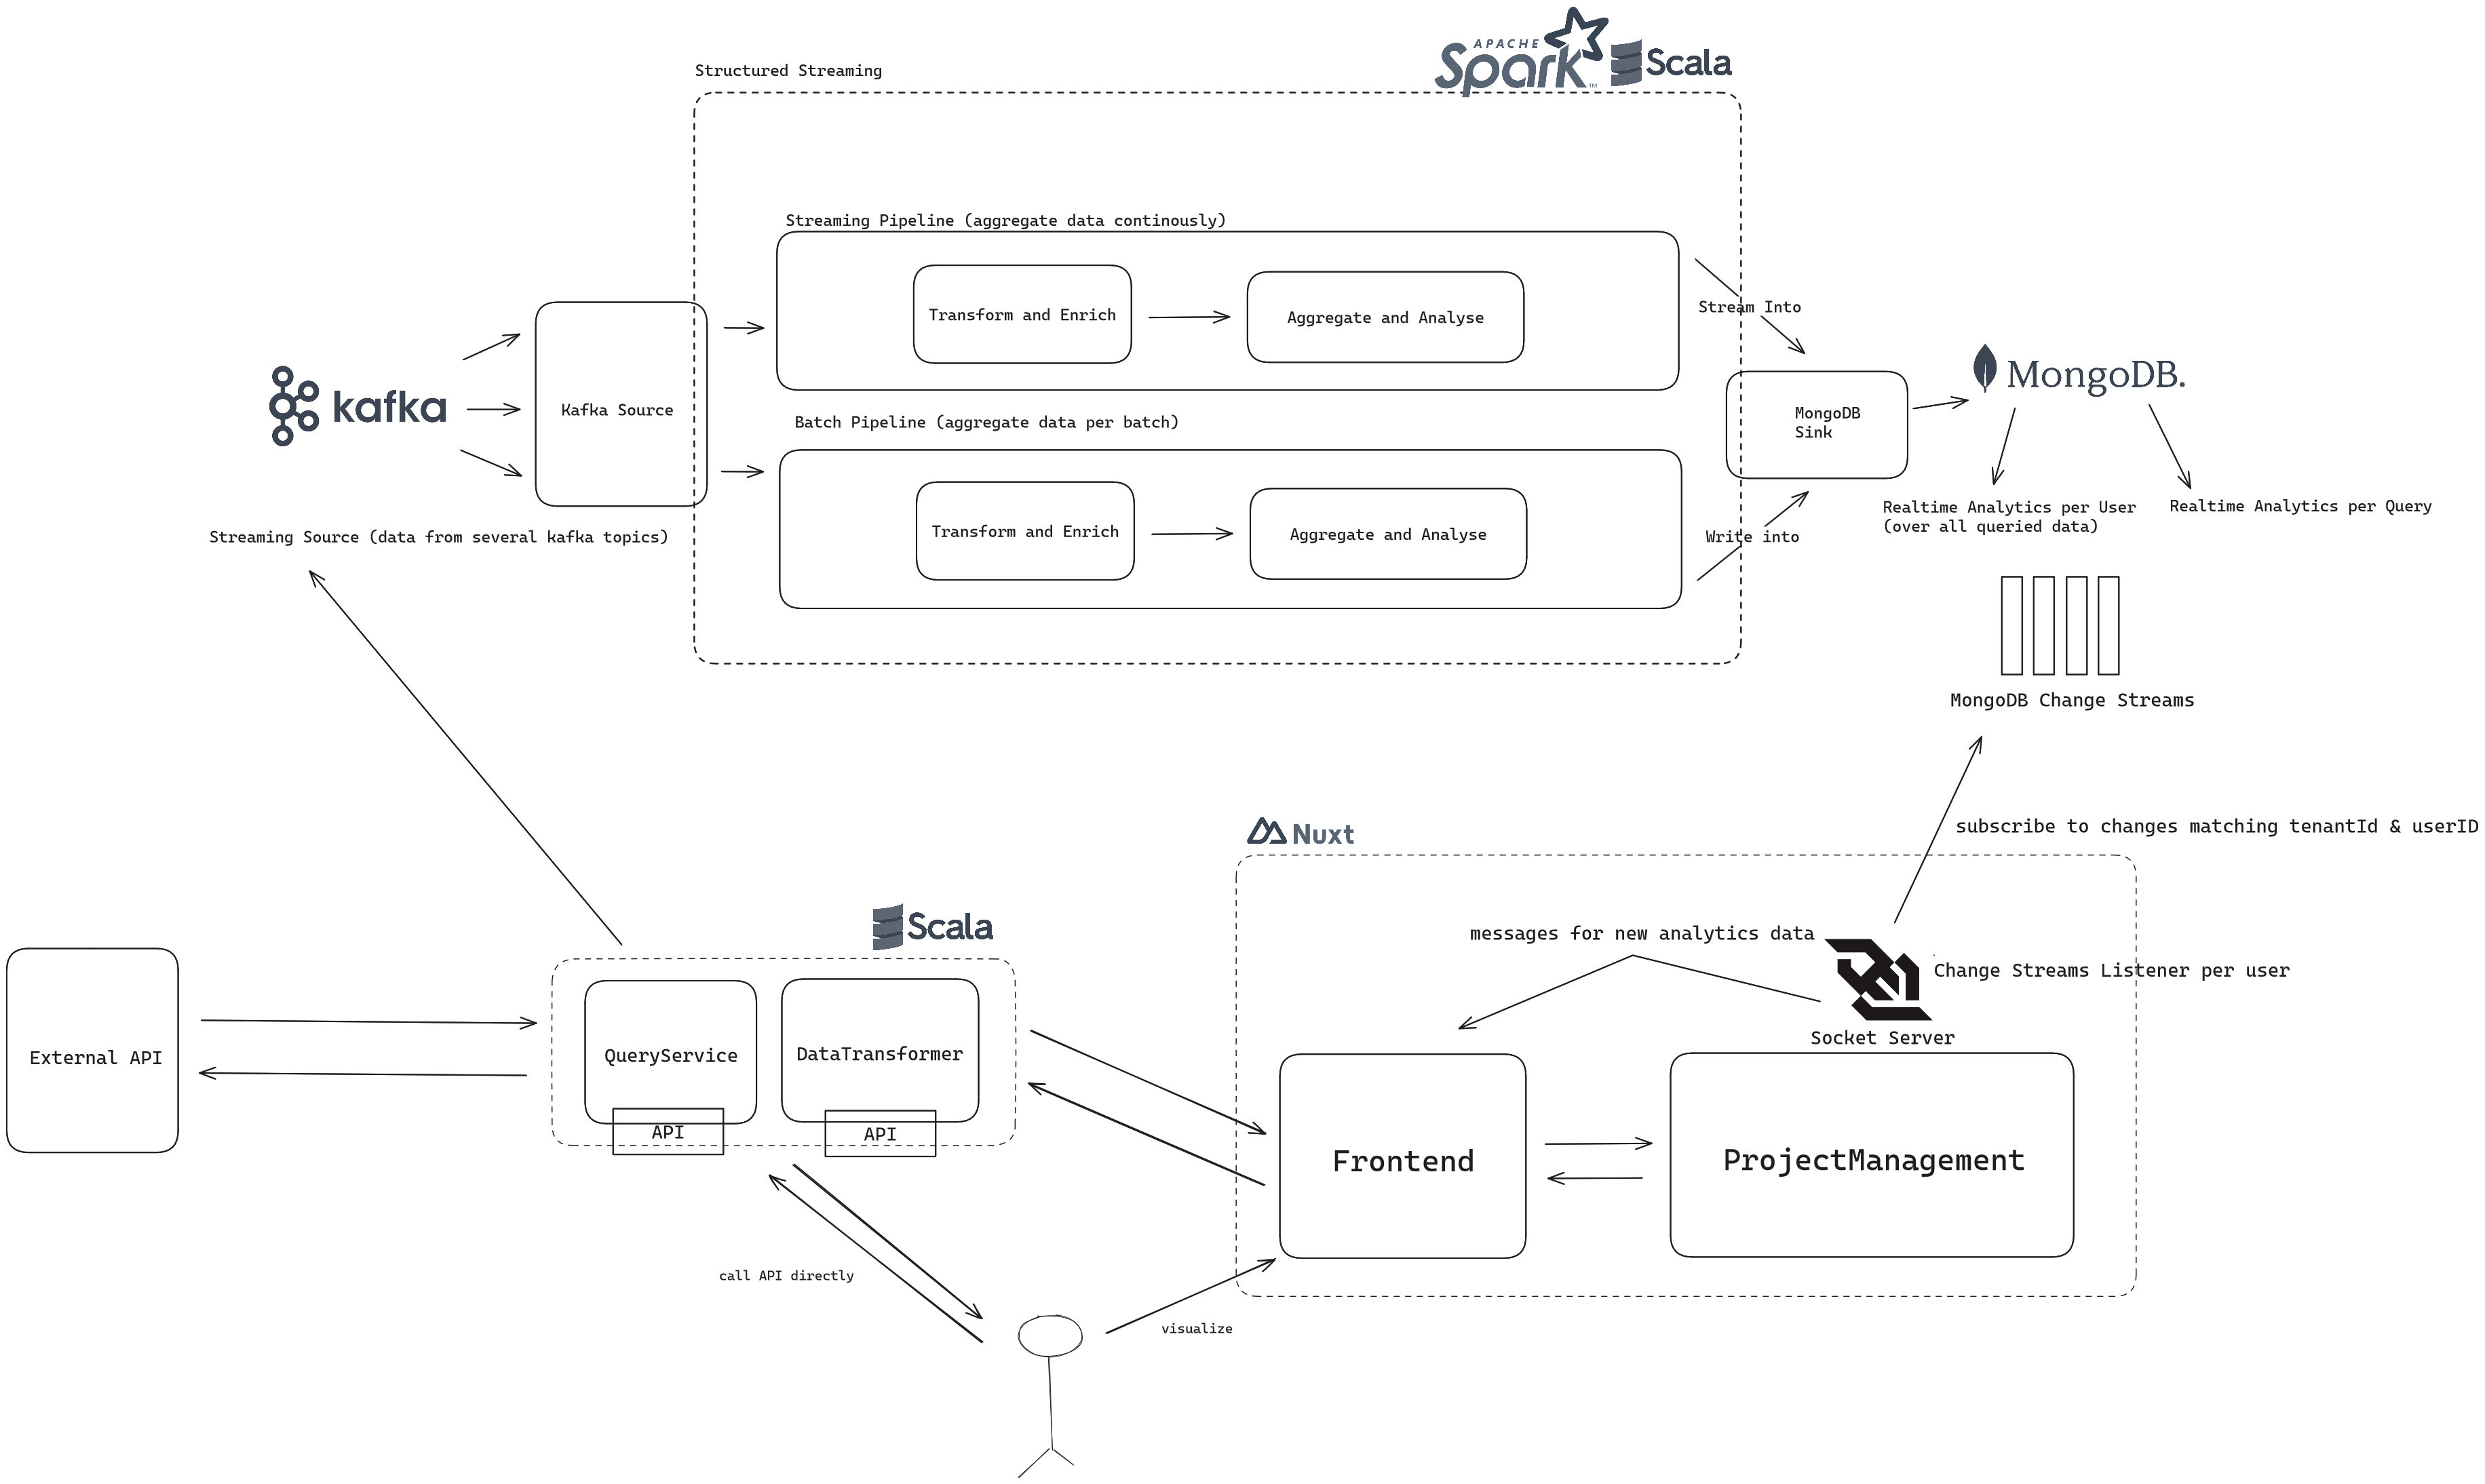 APACHE
Spark™
Scala
Structured Streaming
Streaming Pipeline (aggregate data continously)
Transform and Enrich
Aggregate and Analyse
Stream Into
kafka
Kafka Source
MongoDB
Sink
MongoDB.
Batch Pipeline (aggregate data per batch)
Transform and Enrich
Aggregate and Analyse
Write into
Realtime Analytics per User
(over all queried data)
Realtime Analytics per Query
Streaming Source (data from several kafka topics)
MongoDB Change Streams
subscribe to changes matching tenantId & userID
Nuxt
Scala
messages for new analytics data
Change Streams Listener per user
Socket Server
External API
QueryService
DataTransformer
API
API
Frontend
ProjectManagement
call API directly
visualize